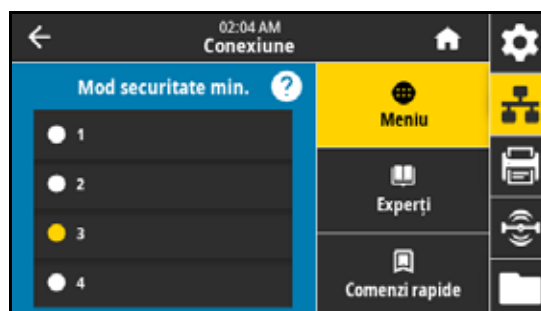 02:04 AM
Conexiune
Mod securitate min. ?
1
2
3
4
Meniu
Experți
Comenzi rapide